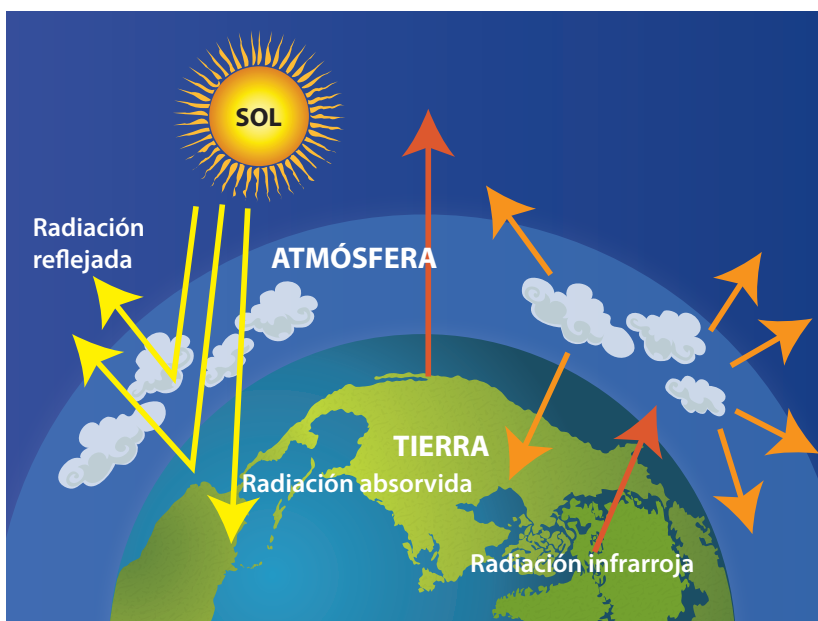 SOL
Radiación
reflejada
ATMÓSFERA
TIERRA
Radiación absorvida
Radiación infrarroja